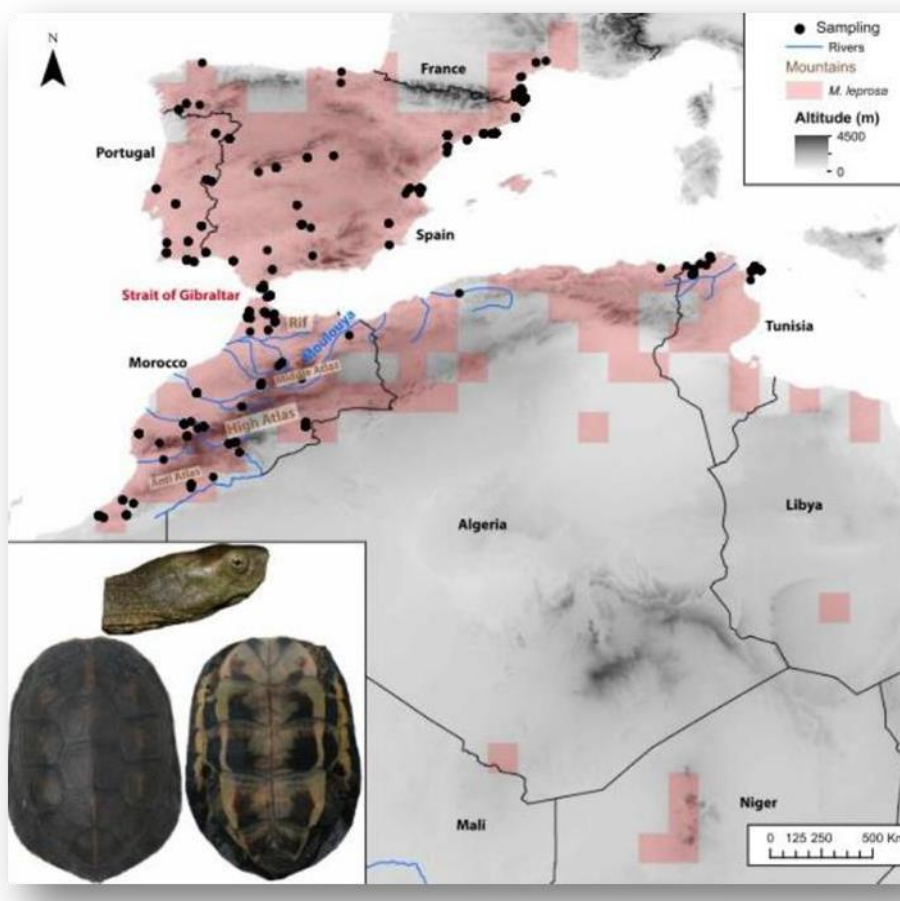 N
France
Portugal
Spain
Strait of Gibraltar
Rif
Moulouya
Morocco
Middle Atlas
High Atlas
Anti Atlas
Tunisia
Algeria
Libya
Mali
Niger
Sampling
Rivers
Mountains
M. leprosa
Altitude (m)
4500
0
0 125 250 500 Km